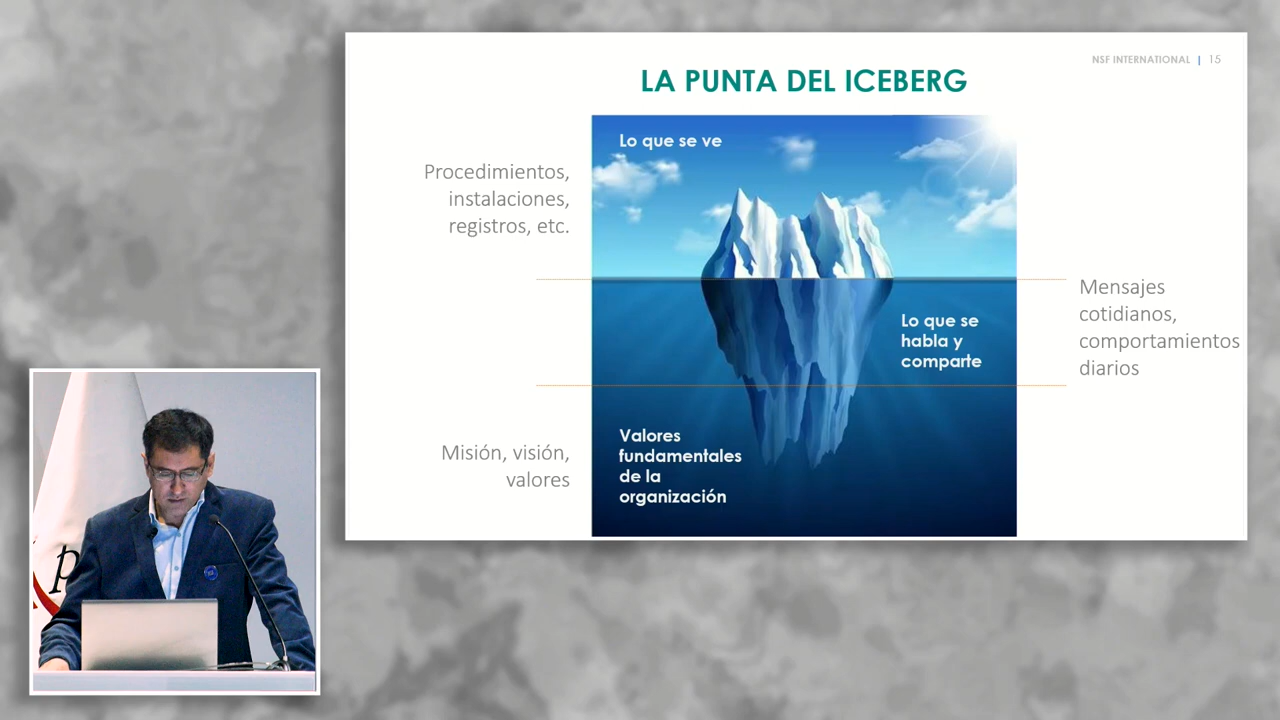 NSF INTERNATIONAL | 15
LA PUNTA DEL ICEBERG
Lo que se ve
Procedimientos,
instalaciones,
registros, etc.
Mensajes
cotidianos,
comportamientos
diarios
Lo que se
habla y
comparte
Valores
fundamentales
de la
organización
Misión, visión,
valores